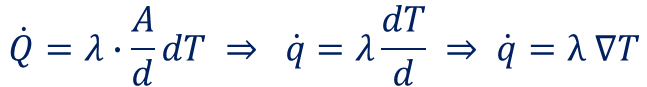 Q̇ = λ · A/d dT ⇒ q̇ = λ dT/d ⇒ q̇ = λ ∇T